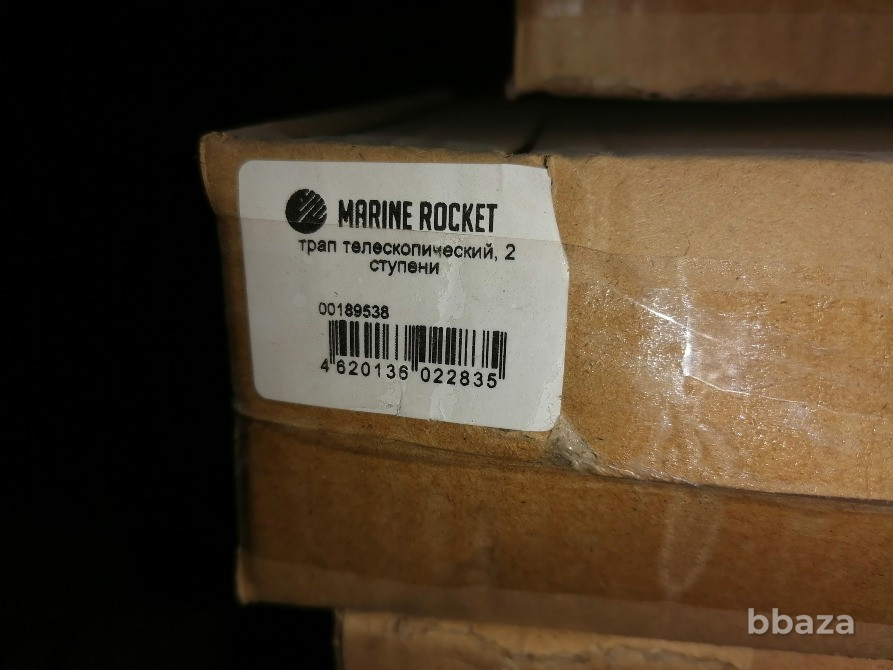 MARINE ROCKET
трап телескопический, 2
ступени
00189538
4 620136 022835
bbaza